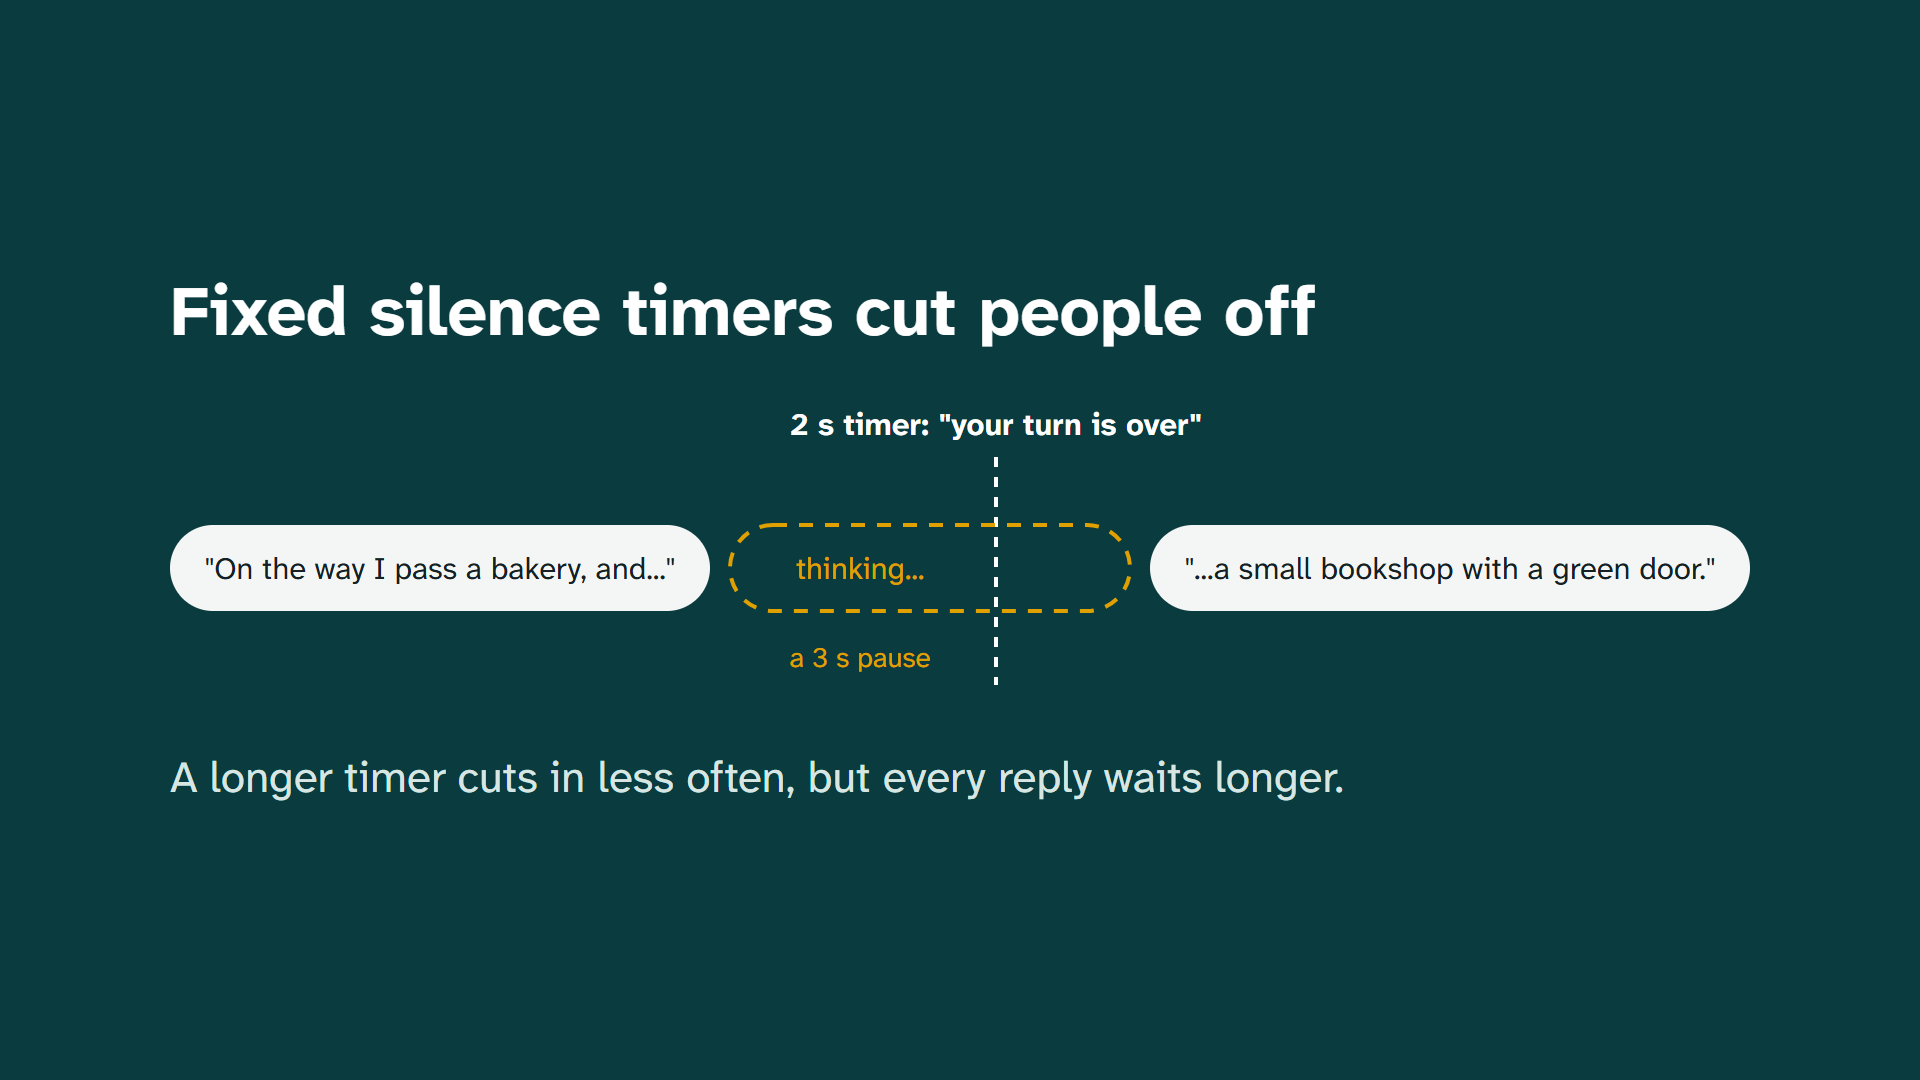 Fixed silence timers cut people off
2 s timer: "your turn is over"
"On the way I pass a bakery, and..."
thinking...
"...a small bookshop with a green door."
a 3 s pause
A longer timer cuts in less often, but every reply waits longer.